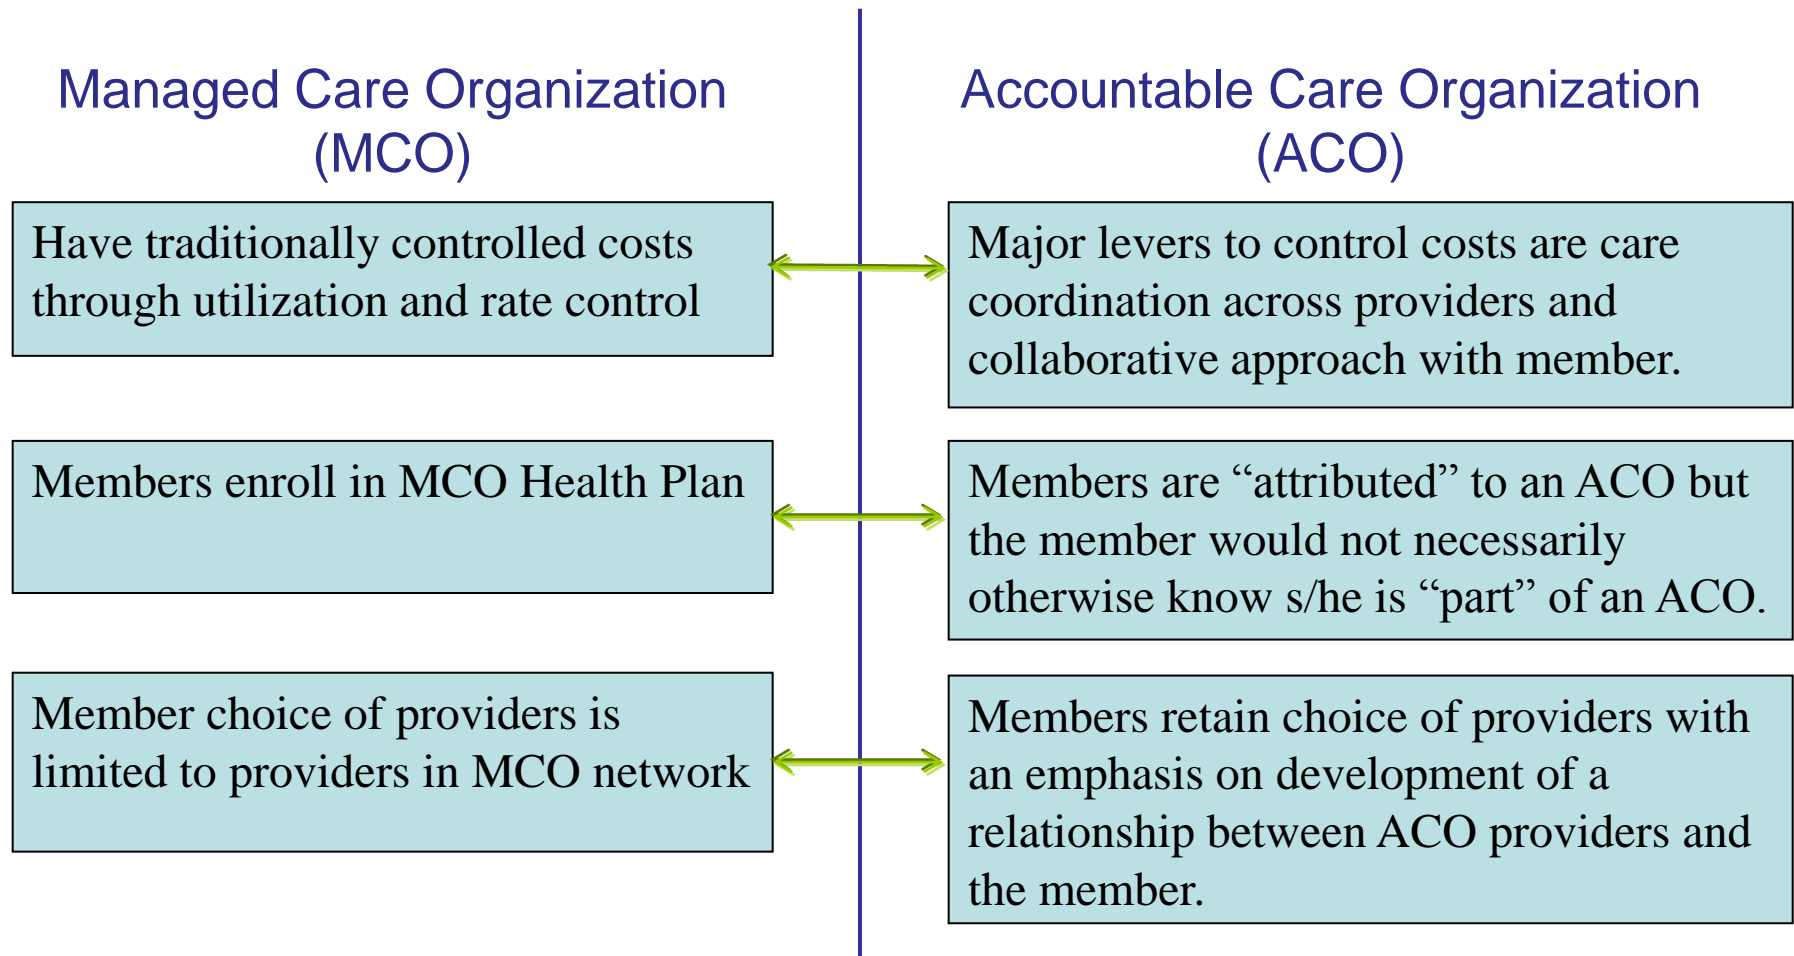 Managed Care Organization
(MCO)
Have traditionally controlled costs
through utilization and rate control
Members enroll in MCO Health Plan
Member choice of providers is
limited to providers in MCO network
Accountable Care Organization
(ACO)
Major levers to control costs are care
coordination across providers and
collaborative approach with member.
Members are “attributed” to an ACO but
the member would not necessarily
otherwise know s/he is “part” of an ACO.
Members retain choice of providers with
an emphasis on development of a
relationship between ACO providers and
the member.